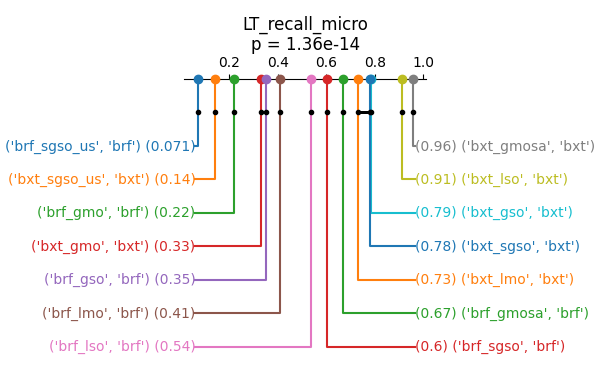 LT_recall_micro
p = 1.36e-14
0.2 0.4 0.6 0.8 1.0
('brf_sgso_us', 'brf') (0.071)
(0.96) ('bxt_gmosa', 'bxt')
('bxt_sgso_us', 'bxt') (0.14)
(0.91) ('bxt_lso', 'bxt')
('brf_gmo', 'brf') (0.22)
(0.79) ('bxt_gso', 'bxt')
('bxt_gmo', 'bxt') (0.33)
(0.78) ('bxt_sgso', 'bxt')
('brf_gso', 'brf') (0.35)
(0.73) ('bxt_lmo', 'bxt')
('brf_lmo', 'brf') (0.41)
(0.67) ('brf_gmosa', 'brf')
('brf_lso', 'brf') (0.54)
(0.6) ('brf_sgso', 'brf')